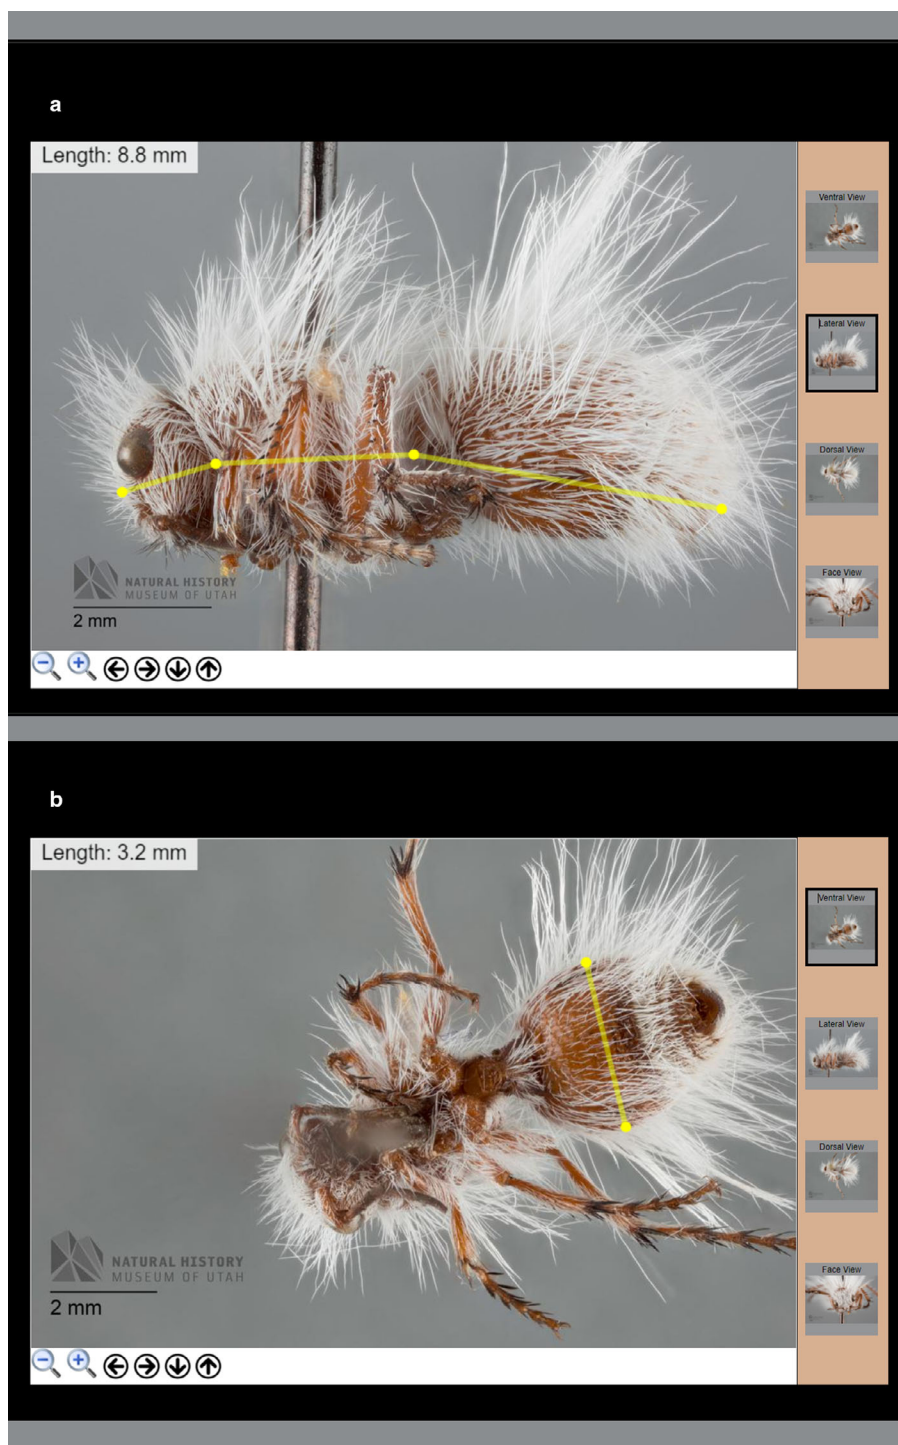 a
Length: 8.8 mm
Ventral View
Lateral View
Dorsal View
Face View
NATURAL HISTORY
MUSEUM OF UTAH
2 mm
b
Length: 3.2 mm
Ventral View
Lateral View
Dorsal View
Face View
NATURAL HISTORY
MUSEUM OF UTAH
2 mm